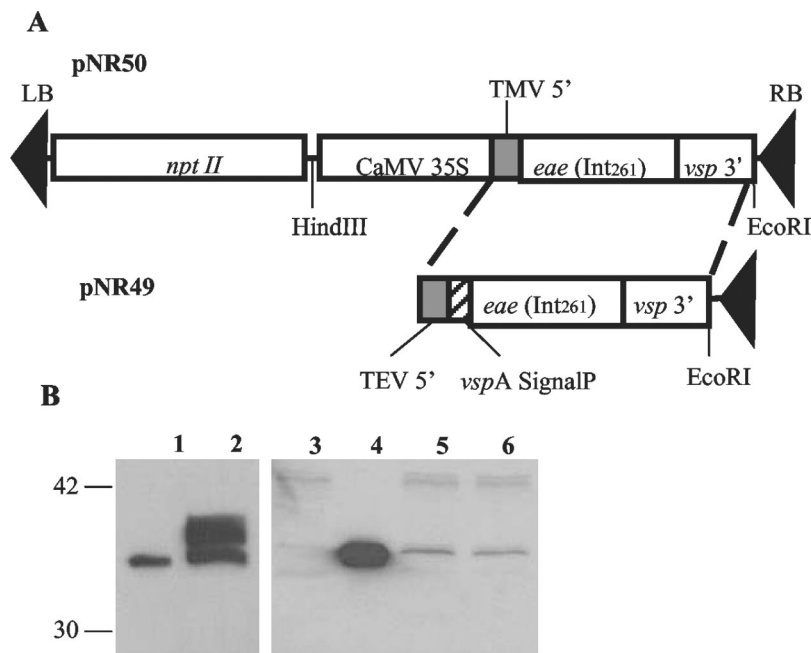 A
pNR50
LB
TMV 5’
RB
npt II
CaMV 35S
eae (Int261)
vsp 3’
HindIII
EcoRI
pNR49
eae (Int261)
vsp 3’
TEV 5’
vspA SignalP
EcoRI
B
1 2 3 4 5 6
42
30